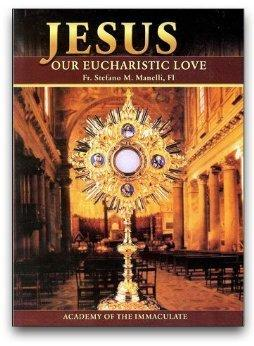 JESUS
OUR EUCHARISTIC LOVE
Fr. Stefano M. Manelli, FI
ACADEMY OF THE IMMACULATE